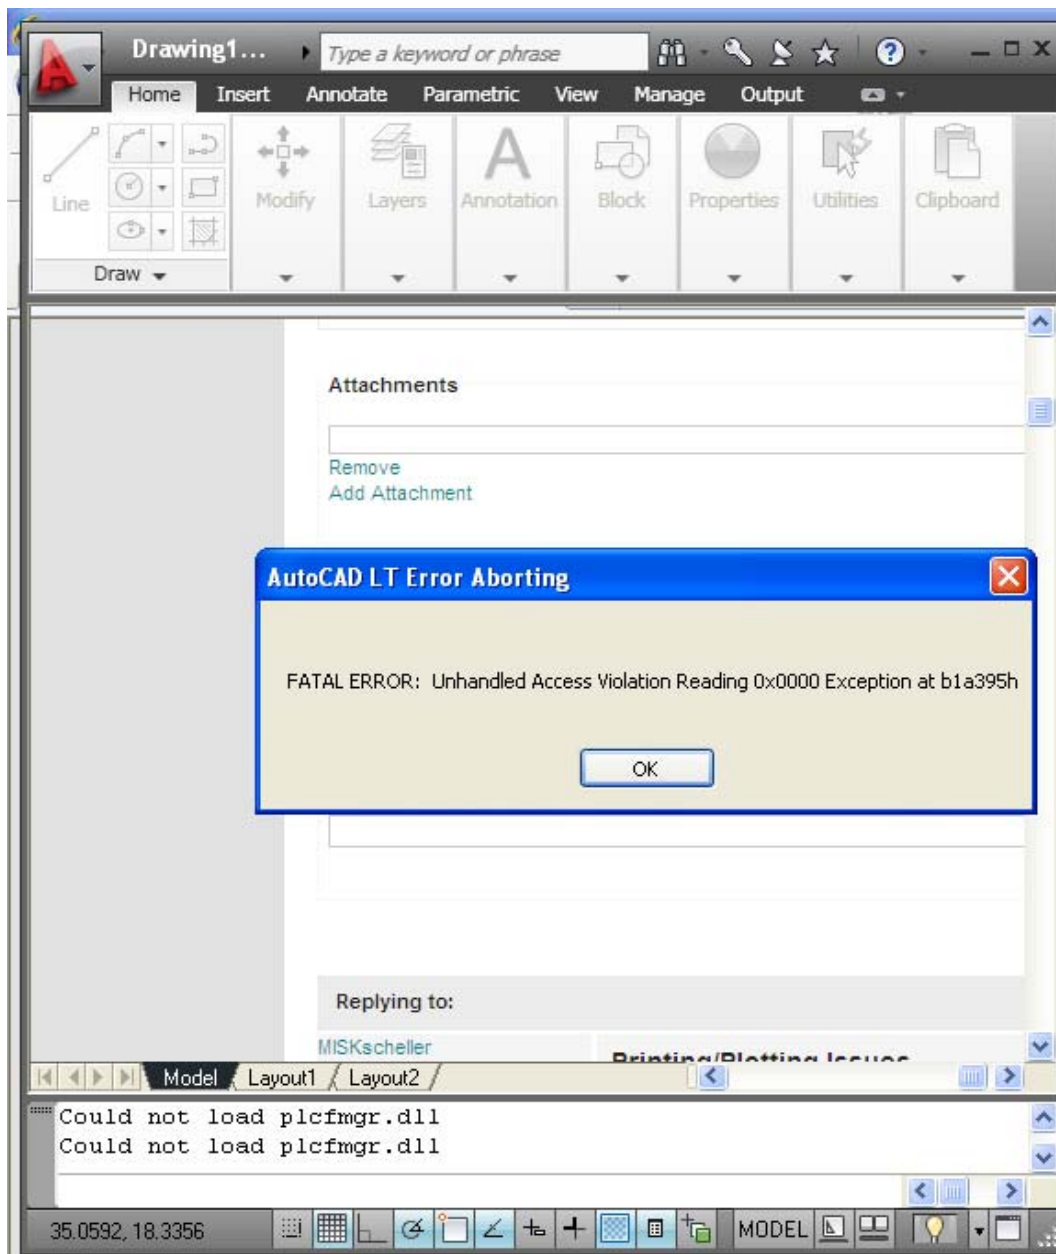 Drawing1... Type a keyword or phrase
Home Insert Annotate Parametric View Manage Output
Line Modify Layers Annotation Block Properties Utilities Clipboard
Draw
Attachments
Remove
Add Attachment
AutoCAD LT Error Aborting
FATAL ERROR: Unhandled Access Violation Reading 0x0000 Exception at b1a395h
OK
Replying to:
MISKscheller
Printing/Plotting Issues
Model Layout1 Layout2
Could not load plcfmgr.dll
Could not load plcfmgr.dll
35.0592, 18.3356 MODEL